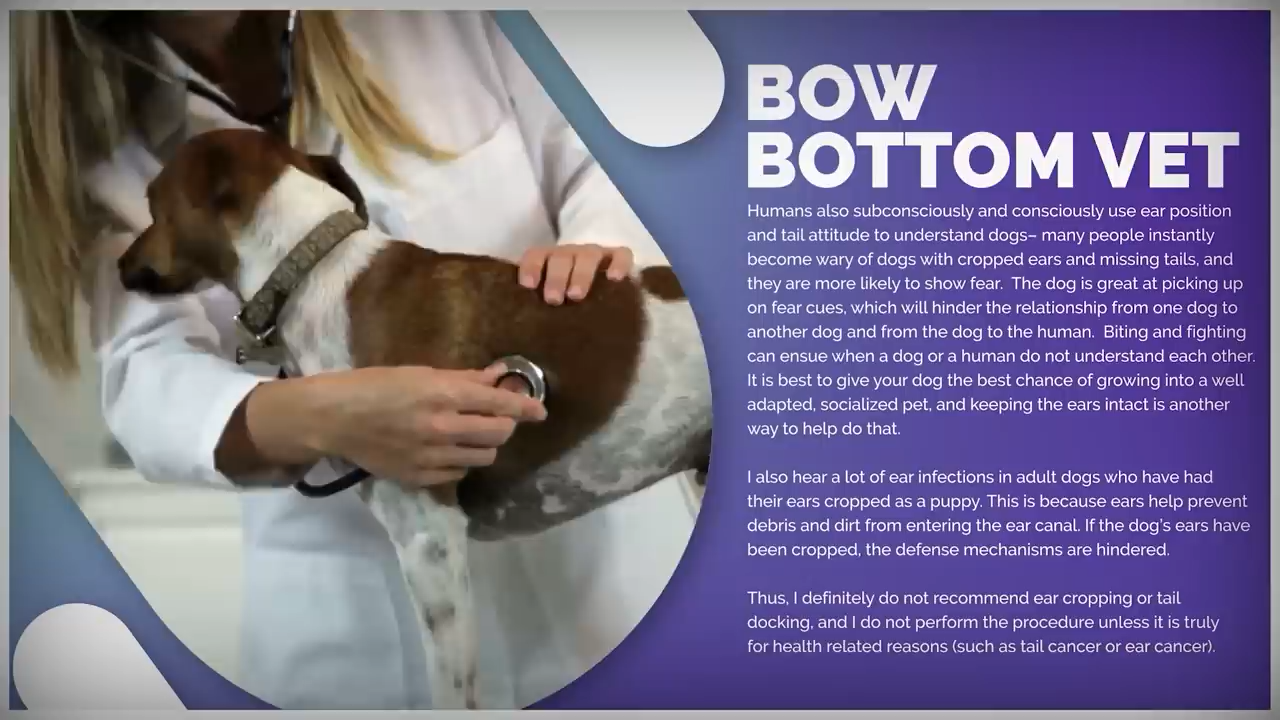 BOW
BOTTOM VET
Humans also subconsciously and consciously use ear position
and tail attitude to understand dogs– many people instantly
become wary of dogs with cropped ears and missing tails, and
they are more likely to show fear.  The dog is great at picking up
on fear cues, which will hinder the relationship from one dog to
another dog and from the dog to the human.  Biting and fighting
can ensue when a dog or a human do not understand each other.
It is best to give your dog the best chance of growing into a well
adapted, socialized pet, and keeping the ears intact is another
way to help do that.
I also hear a lot of ear infections in adult dogs who have had
their ears cropped as a puppy. This is because ears help prevent
debris and dirt from entering the ear canal. If the dog's ears have
been cropped, the defense mechanisms are hindered.
Thus, I definitely do not recommend ear cropping or tail
docking, and I do not perform the procedure unless it is truly
for health related reasons (such as tail cancer or ear cancer).